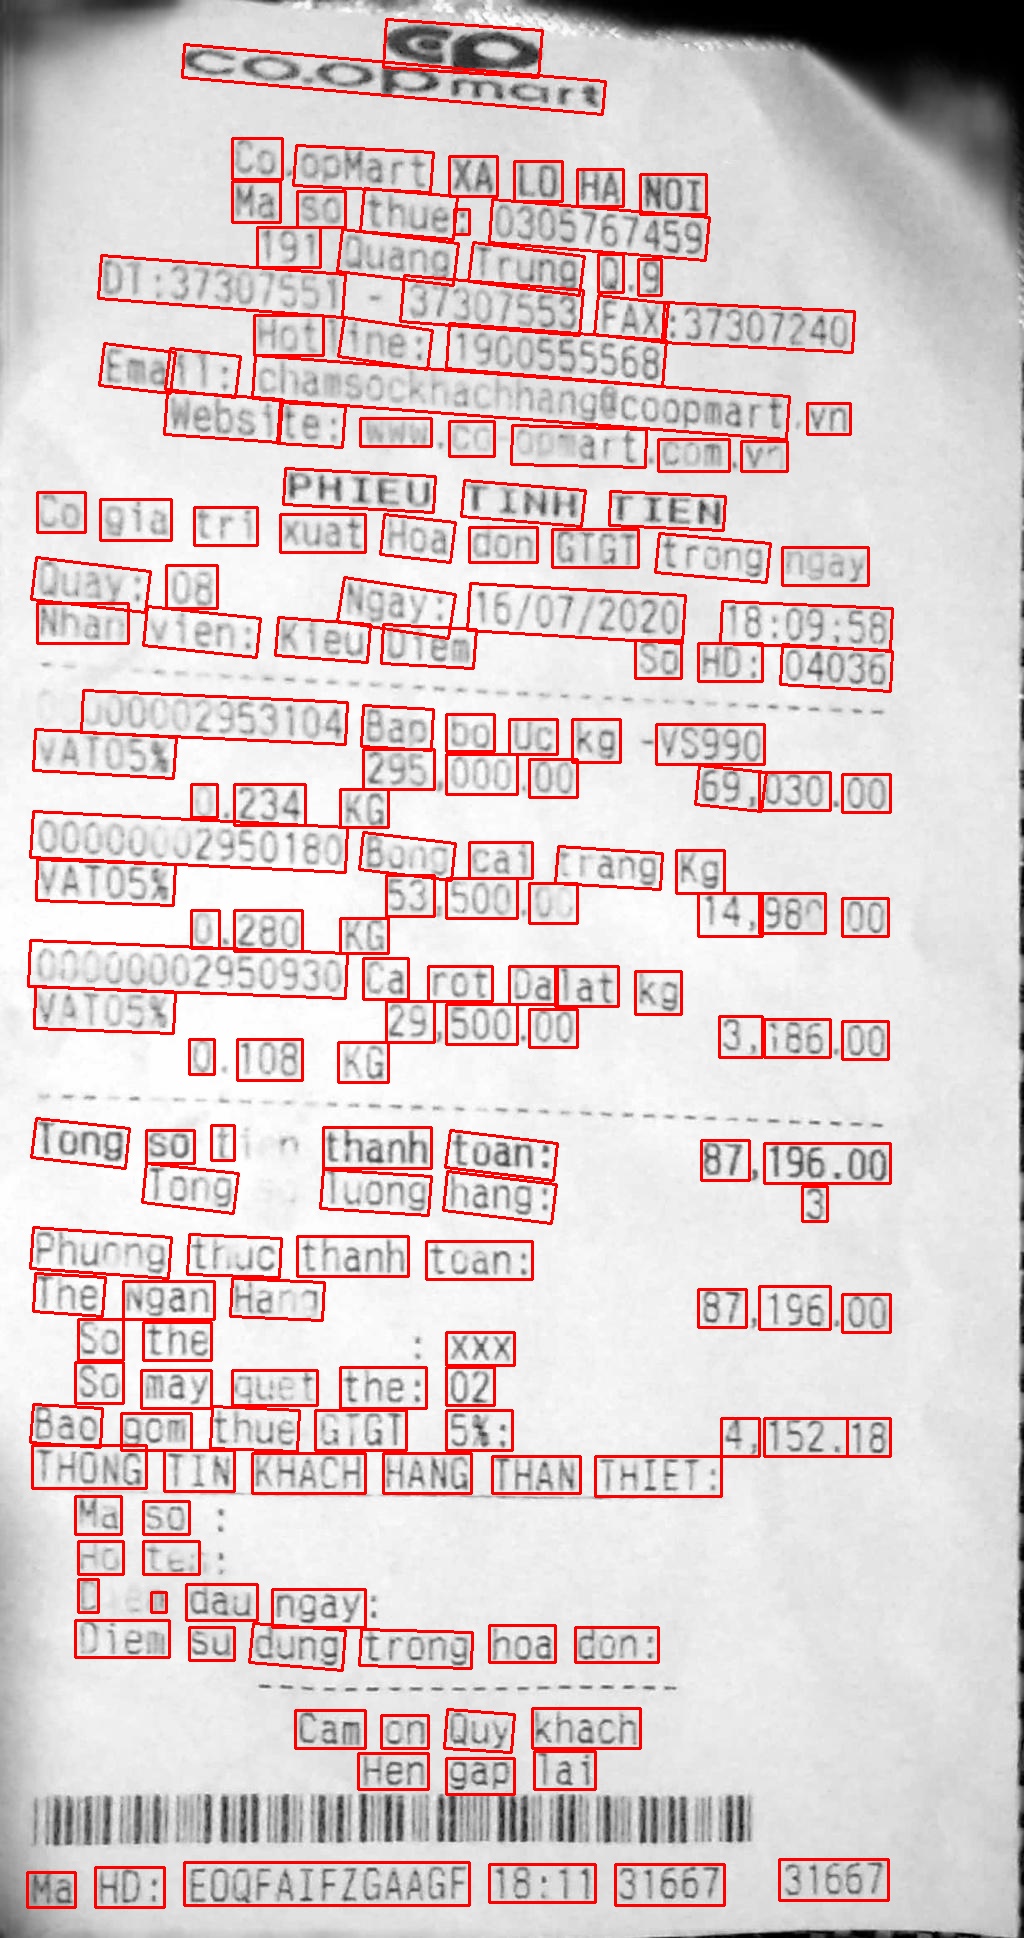 CO
co.opmart
Co.opMart XA LO HA NOI
Ma so thue: 0305767459
191 Quang Trung Q.9
DT:37307551 - 37307553 FAX:37307240
Hotline: 1900555568
Email: chamsockhachhang@coopmart.vn
Website: www.co-opmart.com.vn
PHIEU TINH TIEN
Co gia tri xuat Hoa don GTGT trong ngay
Quay: 08 Ngay: 16/07/2020 18:09:58
Nhan vien: Kieu Diem So HD: 04036
000002953104 Bap bo uc kg -VS990
VAT05% 295,000.00 69,030.00
0.234 KG
00000002950180 Bong cai trang Kg
VAT05% 53,500.00 14,980 00
0.280 KG
00000002950930 Ca rot Dalat kg
VAT05% 29,500.00 3,186.00
0.108 KG
Tong so tien thanh toan: 87,196.00
Tong so luong hang: 3
Phuong thuc thanh toan:
The Ngan Hang 87,196.00
So the : XXX
So may quet the: 02
Bao gom thue GTGT 5%: 4,152.18
THONG TIN KHACH HANG THAN THIET:
Ma so :
Ho ten:
Diem dau ngay:
Diem su dung trong hoa don:
Cam on Quy khach
Hen gap lai
Ma HD: EOQFAIFZGAAGF 18:11 31667 31667